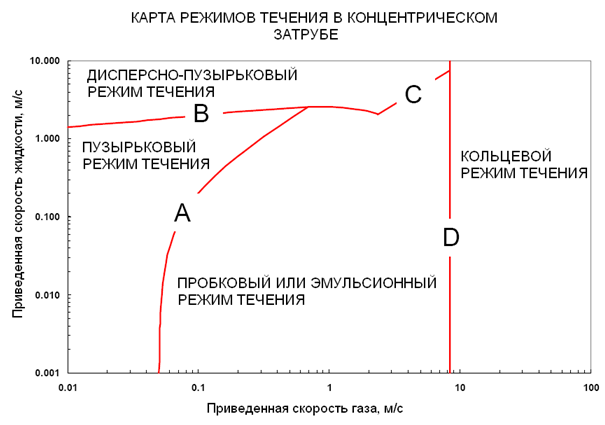 КАРТА РЕЖИМОВ ТЕЧЕНИЯ В КОНЦЕНТРИЧЕСКОМ
ЗАТРУБЕ
Приведенная скорость жидкости, м/с
10.000
1.000
0.100
0.010
0.001
ДИСПЕРСНО-ПУЗЫРЬКОВЫЙ
РЕЖИМ ТЕЧЕНИЯ
B
C
ПУЗЫРЬКОВЫЙ
РЕЖИМ ТЕЧЕНИЯ
КОЛЬЦЕВОЙ
РЕЖИМ ТЕЧЕНИЯ
A
D
ПРОБКОВЫЙ ИЛИ ЭМУЛЬСИОННЫЙ
РЕЖИМ ТЕЧЕНИЯ
0.01 0.1 1 10 100
Приведенная скорость газа, м/с